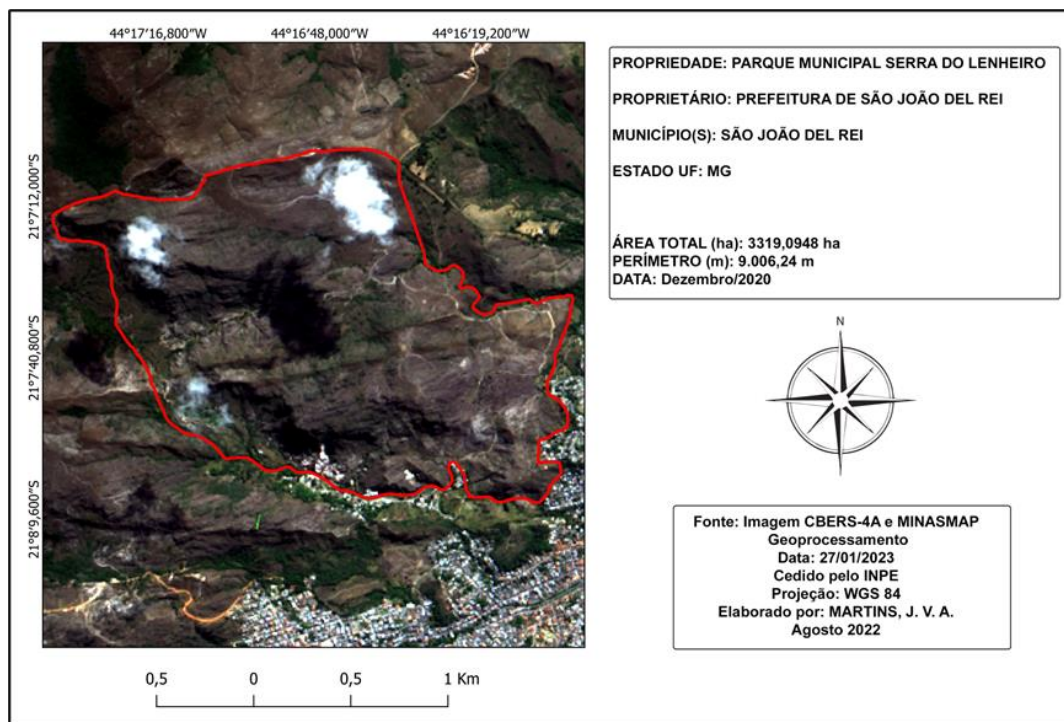 44°17'16,800"W 44°16'48,000"W 44°16'19,200"W
21°7'12,000"S
21°7'40,800"S
21°8'9,600"S
PROPRIEDADE: PARQUE MUNICIPAL SERRA DO LENHEIRO
PROPRIETÁRIO: PREFEITURA DE SÃO JOÃO DEL REI
MUNICÍPIO(S): SÃO JOÃO DEL REI
ESTADO UF: MG
ÁREA TOTAL (ha): 3319,0948 ha
PERÍMETRO (m): 9.006,24 m
DATA: Dezembro/2020
N
Fonte: Imagem CBERS-4A e MINASMAP
Geoprocessamento
Data: 27/01/2023
Cedido pelo INPE
Projeção: WGS 84
Elaborado por: MARTINS, J. V. A.
Agosto 2022
0,5 0 0,5 1 Km